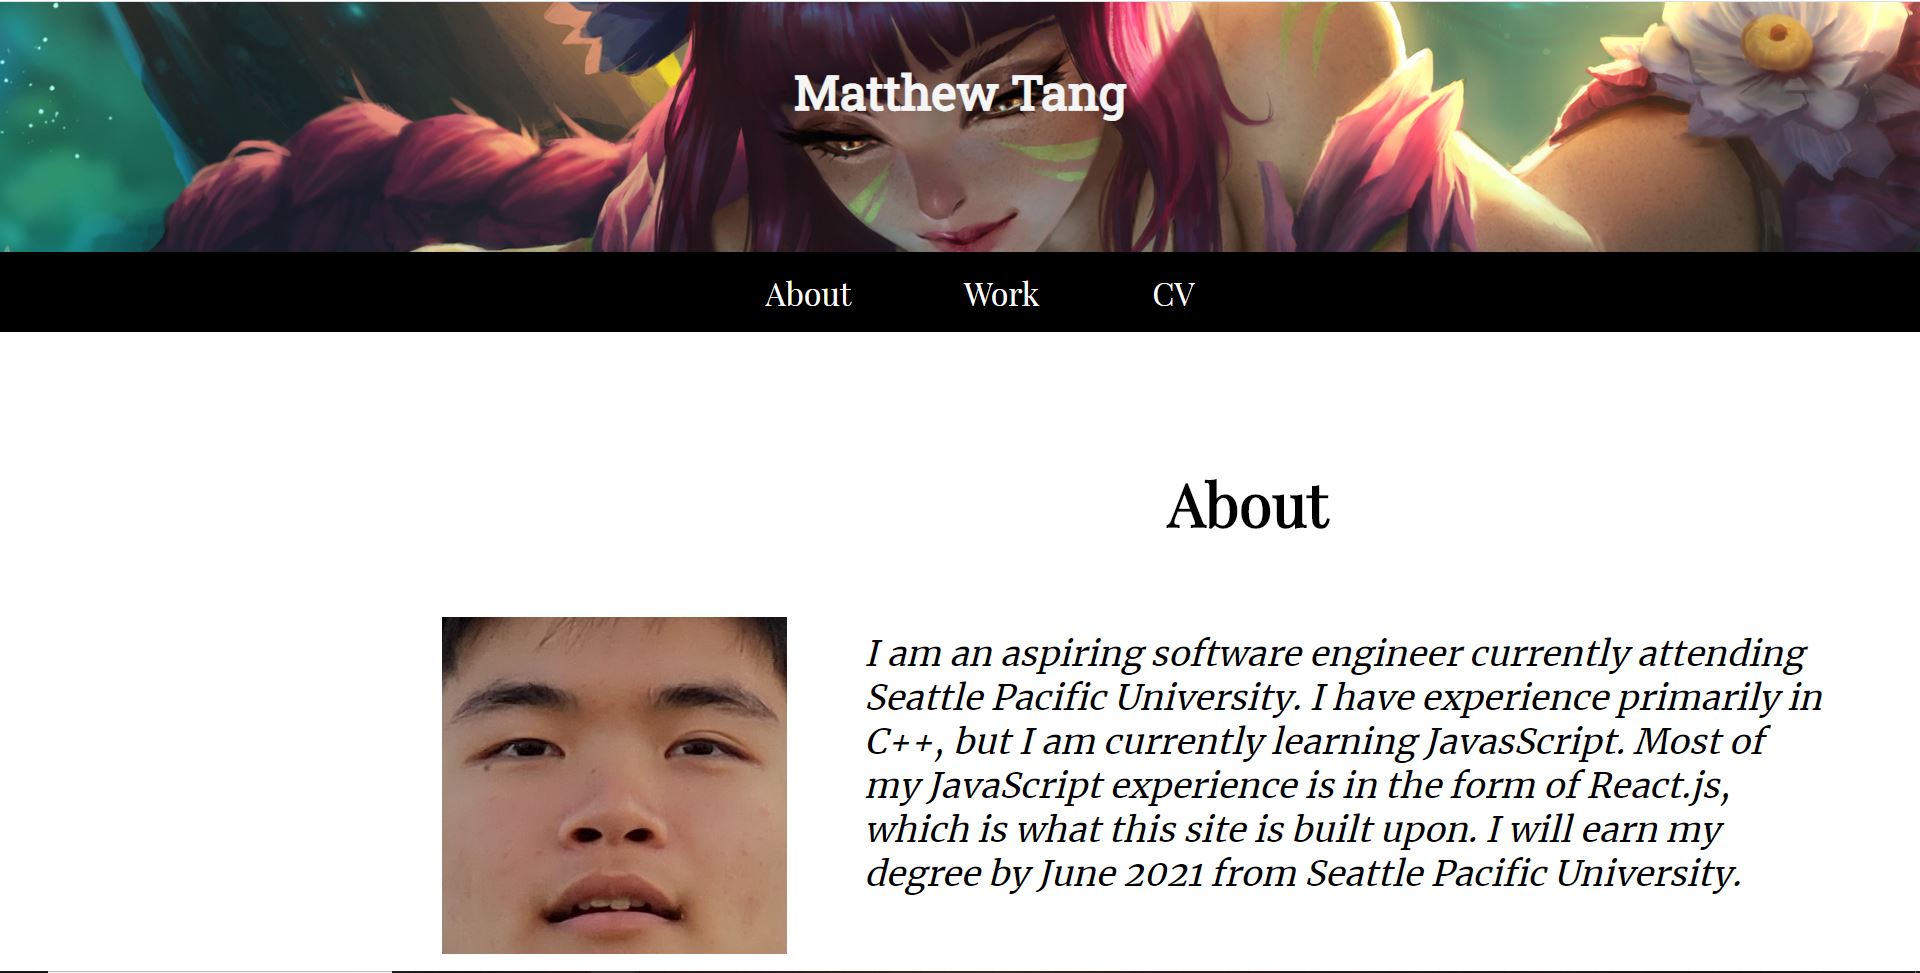 Matthew Tang
About Work CV
About
I am an aspiring software engineer currently attending
Seattle Pacific University. I have experience primarily in
C++, but I am currently learning JavasScript. Most of
my JavaScript experience is in the form of React.js,
which is what this site is built upon. I will earn my
degree by June 2021 from Seattle Pacific University.